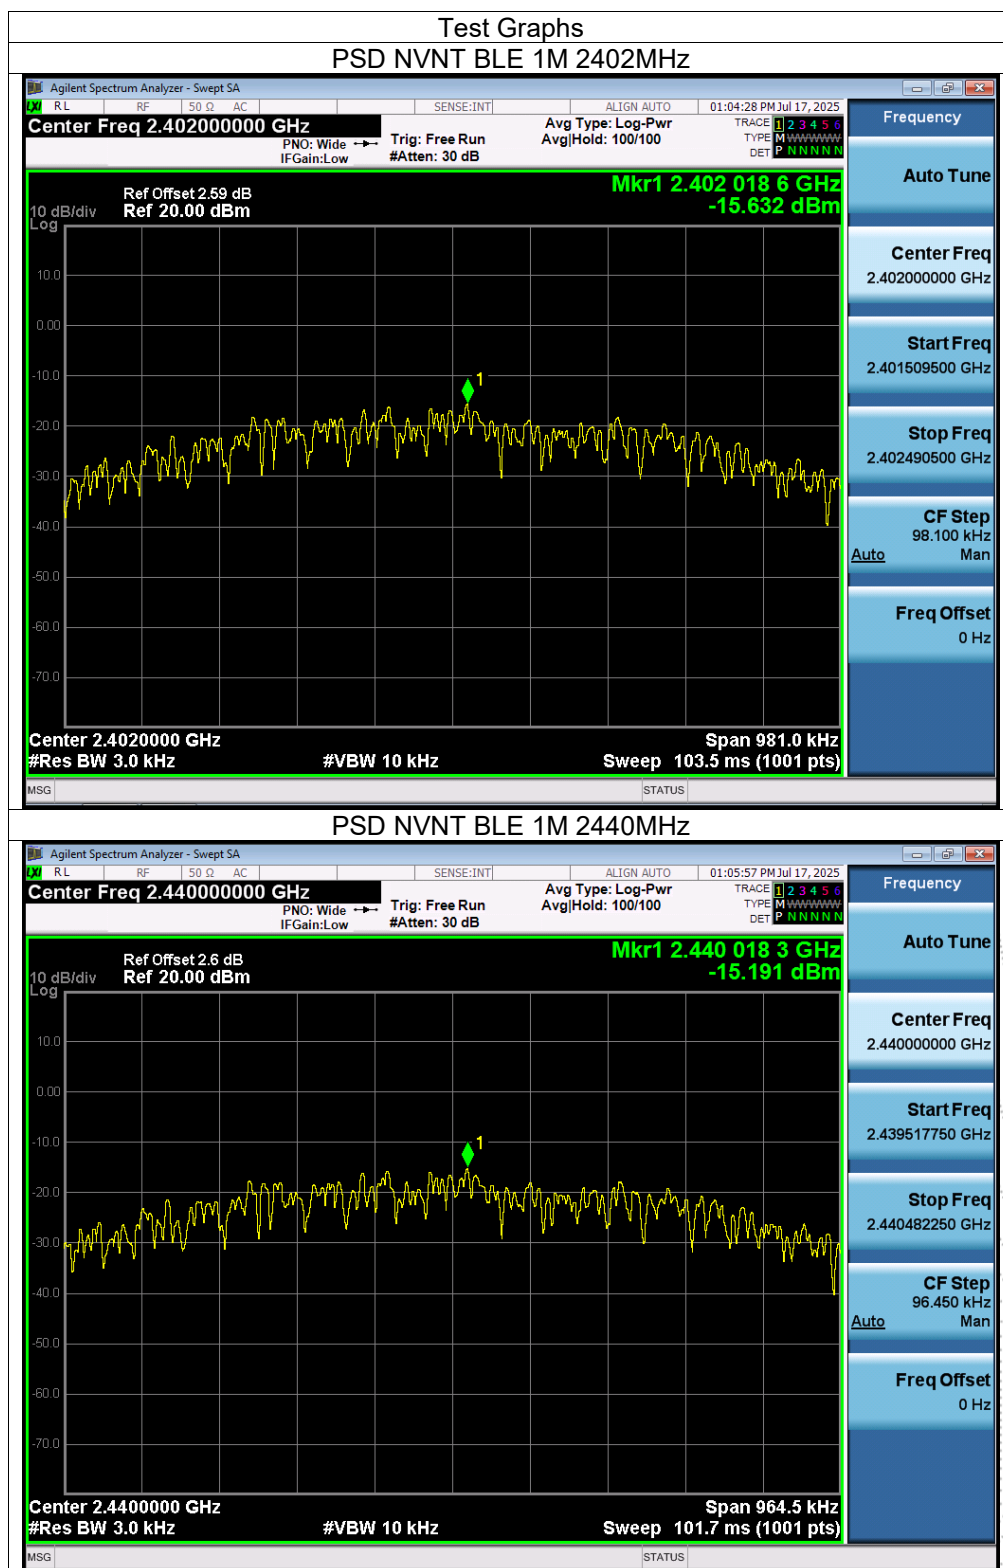 Test Graphs
PSD NVNT BLE 1M 2402MHz
Agilent Spectrum Analyzer - Swept SA
LXI RL RF 50 Ω AC SENSE:INT ALIGN AUTO 01:04:28 PM Jul 17, 2025
Center Freq 2.402000000 GHz
PNO: Wide
IFGain:Low
Trig: Free Run
#Atten: 30 dB
Avg Type: Log-Pwr
Avg|Hold: 100/100
TRACE 1 2 3 4 5 6
TYPE M WWWWW
DET P N N N N N
Frequency
Auto Tune
Center Freq
2.402000000 GHz
Start Freq
2.401509500 GHz
Stop Freq
2.402490500 GHz
CF Step
98.100 kHz
Auto Man
Freq Offset
0 Hz
Mkr1 2.402 018 6 GHz
-15.632 dBm
Ref Offset 2.59 dB
10 dB/div Ref 20.00 dBm
Log
10.0
0.00
-10.0
1
-20.0
-30.0
-40.0
-50.0
-60.0
-70.0
Center 2.4020000 GHz Span 981.0 kHz
#Res BW 3.0 kHz #VBW 10 kHz Sweep 103.5 ms (1001 pts)
MSG STATUS
PSD NVNT BLE 1M 2440MHz
Agilent Spectrum Analyzer - Swept SA
LXI RL RF 50 Ω AC SENSE:INT ALIGN AUTO 01:05:57 PM Jul 17, 2025
Center Freq 2.440000000 GHz
PNO: Wide
IFGain:Low
Trig: Free Run
#Atten: 30 dB
Avg Type: Log-Pwr
Avg|Hold: 100/100
TRACE 1 2 3 4 5 6
TYPE M WWWWW
DET P N N N N N
Frequency
Auto Tune
Center Freq
2.440000000 GHz
Start Freq
2.439517750 GHz
Stop Freq
2.440482250 GHz
CF Step
96.450 kHz
Auto Man
Freq Offset
0 Hz
Mkr1 2.440 018 3 GHz
-15.191 dBm
Ref Offset 2.6 dB
10 dB/div Ref 20.00 dBm
Log
10.0
0.00
-10.0
1
-20.0
-30.0
-40.0
-50.0
-60.0
-70.0
Center 2.4400000 GHz Span 964.5 kHz
#Res BW 3.0 kHz #VBW 10 kHz Sweep 101.7 ms (1001 pts)
MSG STATUS